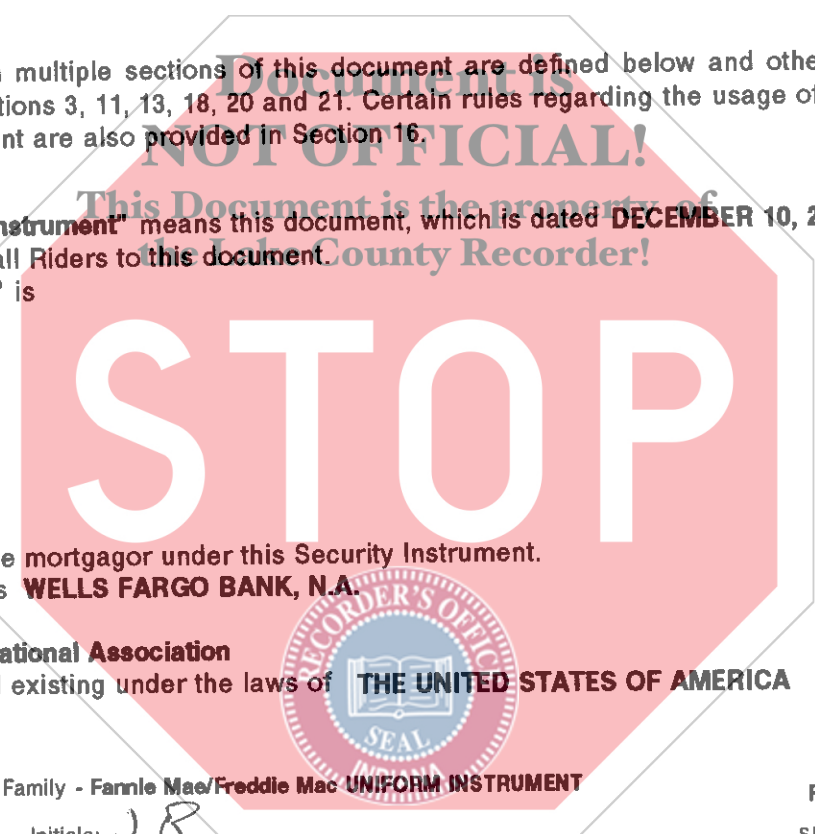 multiple sections of this document are defined below and othe
Document is
tions 3, 11, 13, 18, 20 and 21. Certain rules regarding the usage of
nt are also provided in Section 16.
NOT OFFICIAL!
This Document is the property of
nstrument" means this document, which is dated DECEMBER 10, 2
all Riders to this document.
the Lake County Recorder!
" is
STOP
e mortgagor under this Security Instrument.
s WELLS FARGO BANK, N.A.
RECORDER'S OFFICE
ational Association
existing under the laws of THE UNITED STATES OF AMERICA
SEAL
INDIANA
Family - Fannie Mae/Freddie Mac UNIFORM INSTRUMENT
Initials: JR